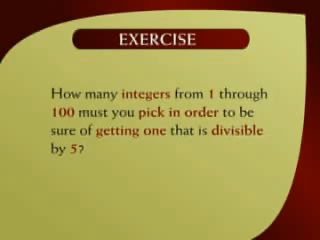 EXERCISE
How many integers from 1 through
100 must you pick in order to be
sure of getting one that is divisible
by 5?